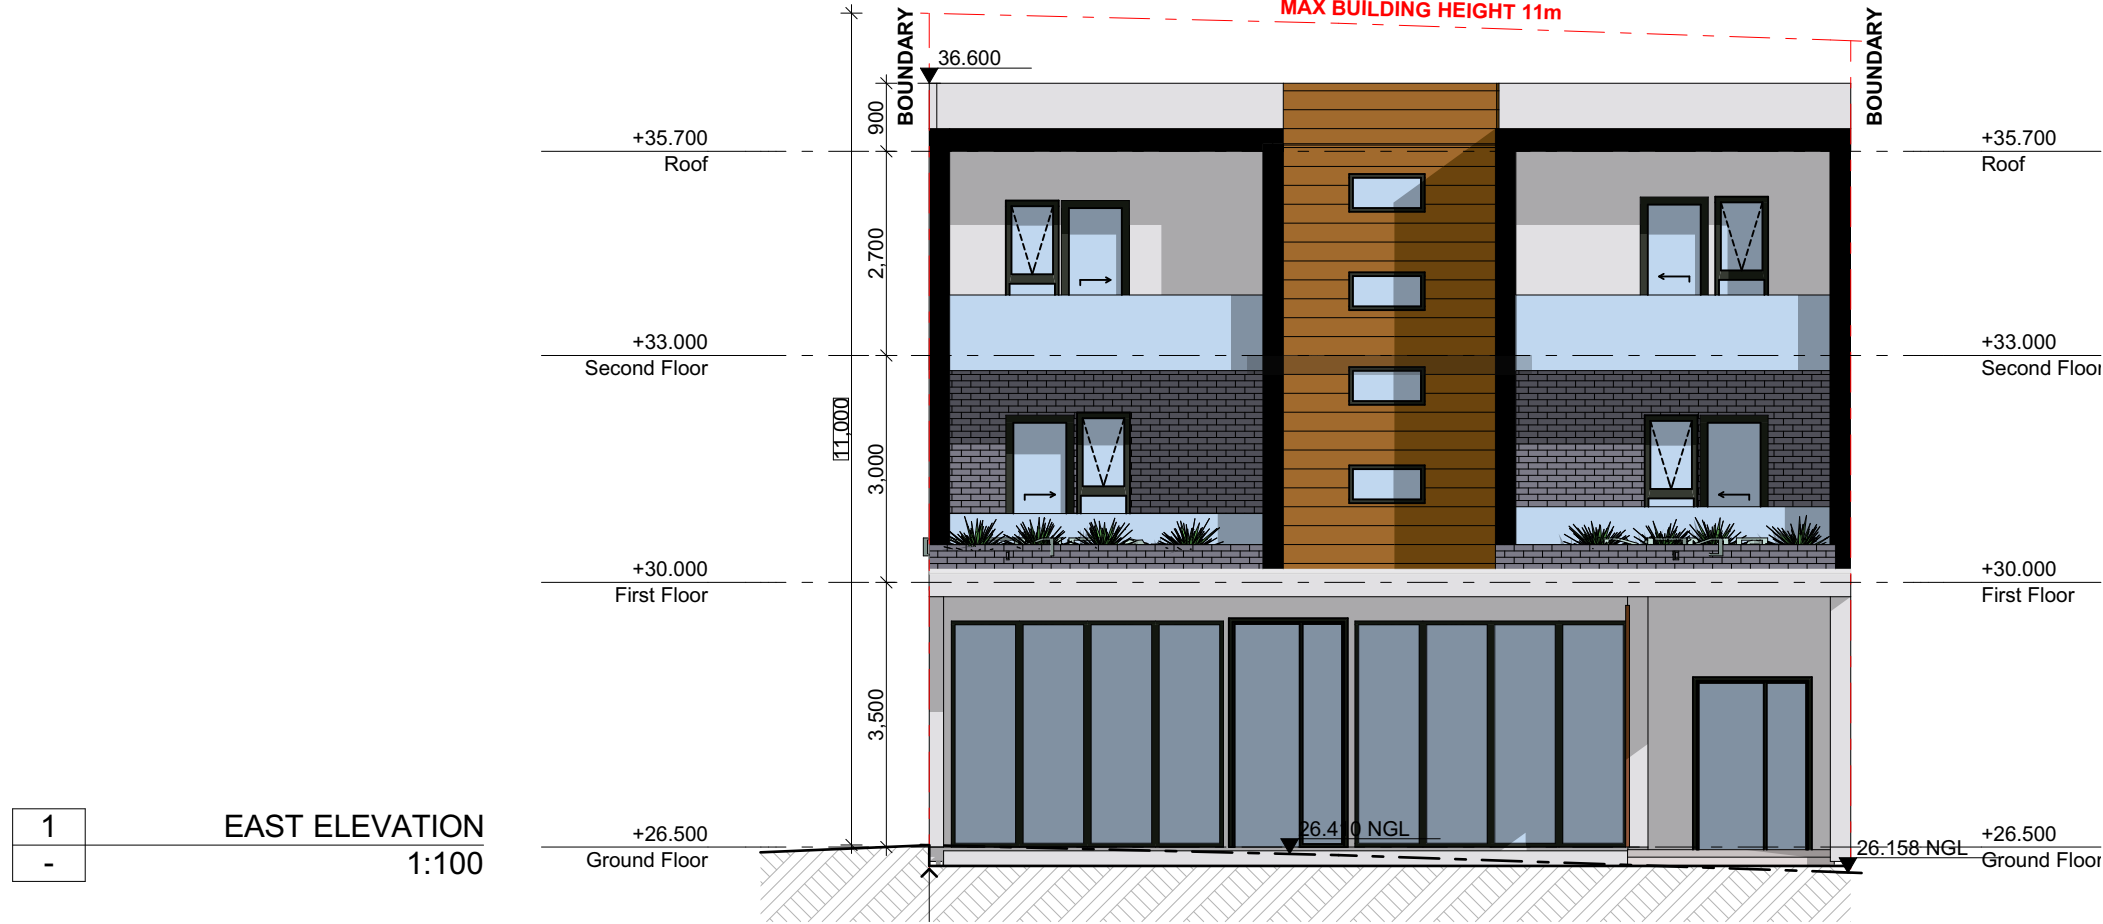 MAX BUILDING HEIGHT 11m
BOUNDARY
BOUNDARY
36.600
900
+35.700
Roof
+35.700
Roof
2,700
+33.000
Second Floor
+33.000
Second Floor
11,000
3,000
+30.000
First Floor
+30.000
First Floor
3,500
1
-
EAST ELEVATION
1:100
+26.500
Ground Floor
26.410 NGL
26.158 NGL
+26.500
Ground Floor